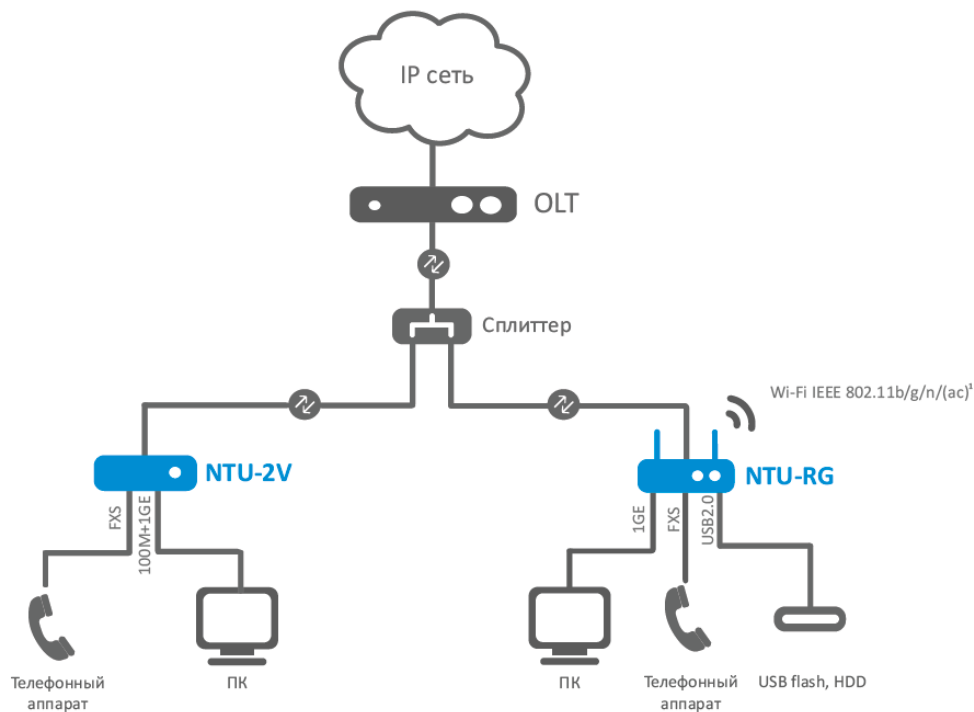 IP сеть
OLT
Сплиттер
Wi-Fi IEEE 802.11b/g/n/(ac)¹
NTU-2V
NTU-RG
FXS
100M+1GE
1GE
FXS
USB2.0
Телефонный
аппарат
ПК
ПК
Телефонный
аппарат
USB flash, HDD